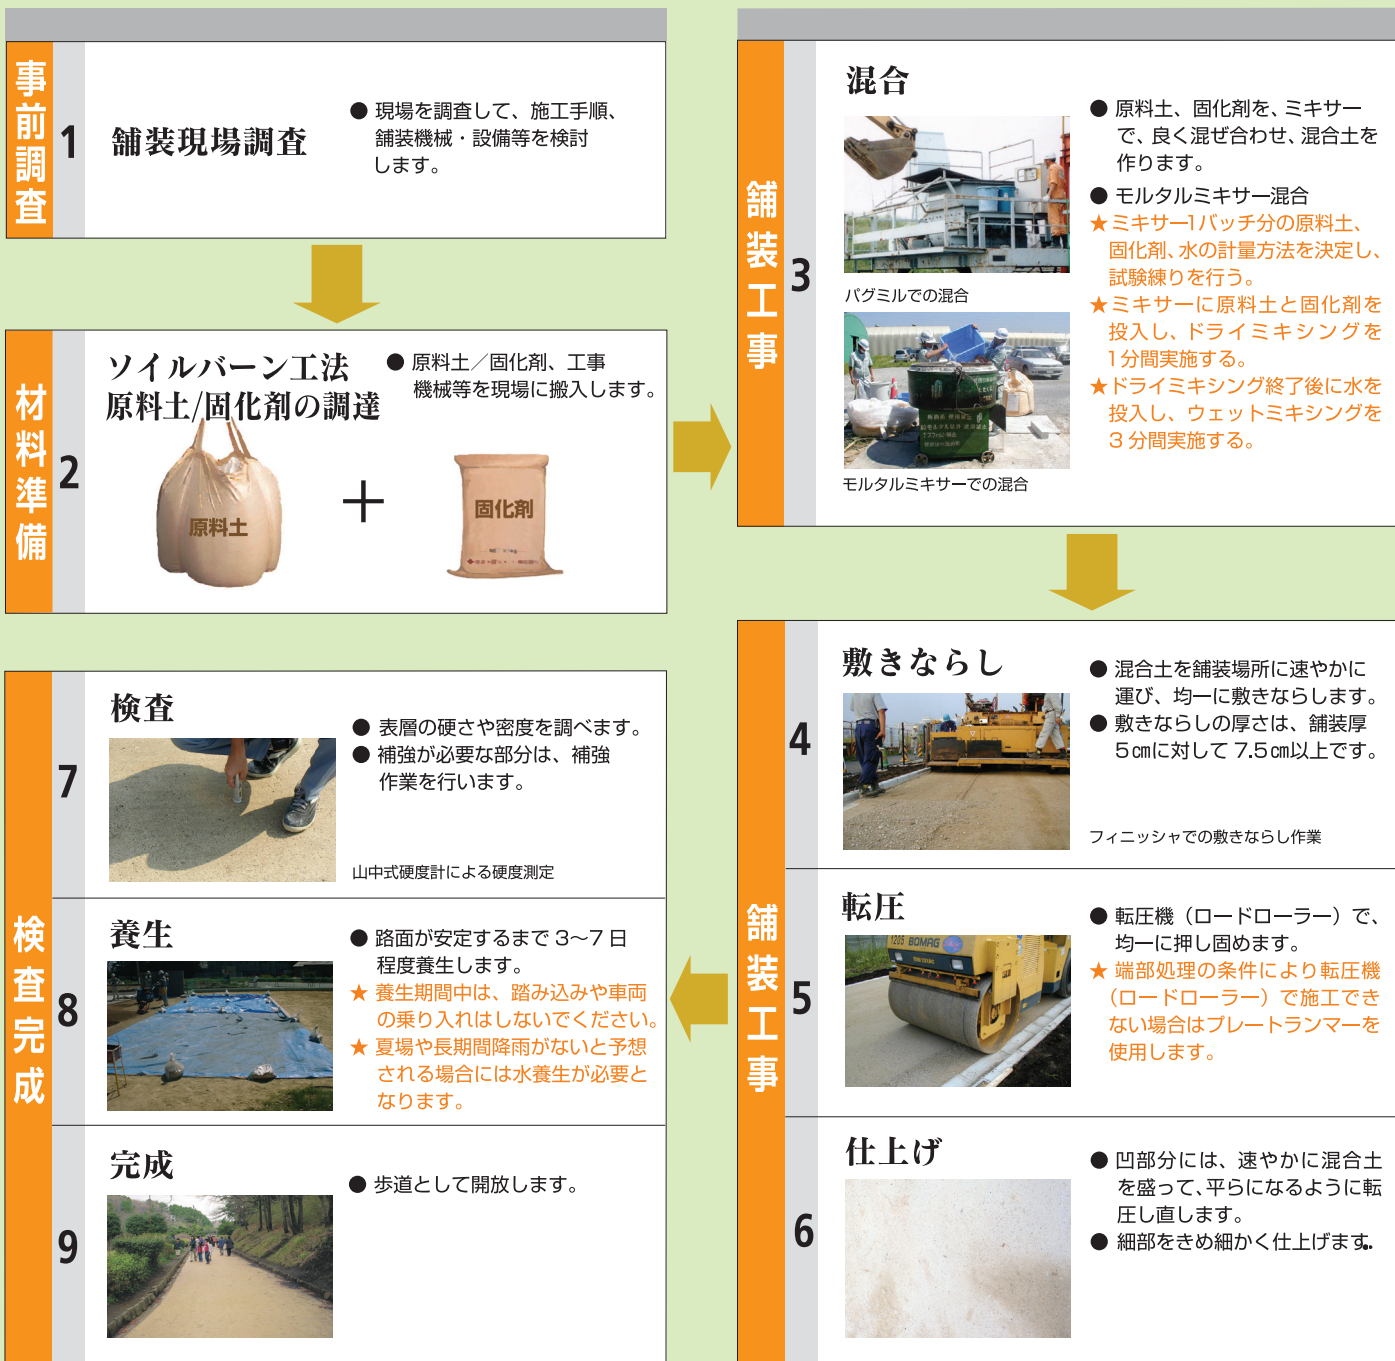 事前調査
1
舗装現場調査
● 現場を調査して、施工手順、
舗装機械・設備等を検討
します。
材料準備
2
ソイルバーン工法
原料土/固化剤の調達
● 原料土／固化剤、工事
機械等を現場に搬入します。
原料土
＋
固化剤
舗装工事
3
混合
パグミルでの混合
モルタルミキサーでの混合
● 原料土、固化剤を、ミキサー
で、良く混ぜ合わせ、混合土を
作ります。
● モルタルミキサー混合
★ミキサー1バッチ分の原料土、
固化剤、水の計量方法を決定し、
試験練りを行う。
★ミキサーに原料土と固化剤を
投入し、ドライミキシングを
1分間実施する。
★ドライミキシング終了後に水を
投入し、ウェットミキシングを
3分間実施する。
舗装工事
4
敷きならし
● 混合土を舗装場所に速やかに
運び、均一に敷きならします。
● 敷きならしの厚さは、舗装厚
5㎝に対して 7.5㎝以上です。
フィニッシャでの敷きならし作業
5
転圧
1205 BOMAG
● 転圧機（ロードローラー）で、
均一に押し固めます。
★ 端部処理の条件により転圧機
（ロードローラー）で施工でき
ない場合はプレートランマーを
使用します。
6
仕上げ
● 凹部分には、速やかに混合土
を盛って、平らになるように転
圧し直します。
● 細部をきめ細かく仕上げます。
検査完成
7
検査
● 表層の硬さや密度を調べます。
● 補強が必要な部分は、補強
作業を行います。
山中式硬度計による硬度測定
8
養生
● 路面が安定するまで 3～7 日
程度養生します。
★ 養生期間中は、踏み込みや車両
の乗り入れはしないでください。
★ 夏場や長期間降雨がないと予想
される場合には水養生が必要と
なります。
9
完成
● 歩道として開放します。